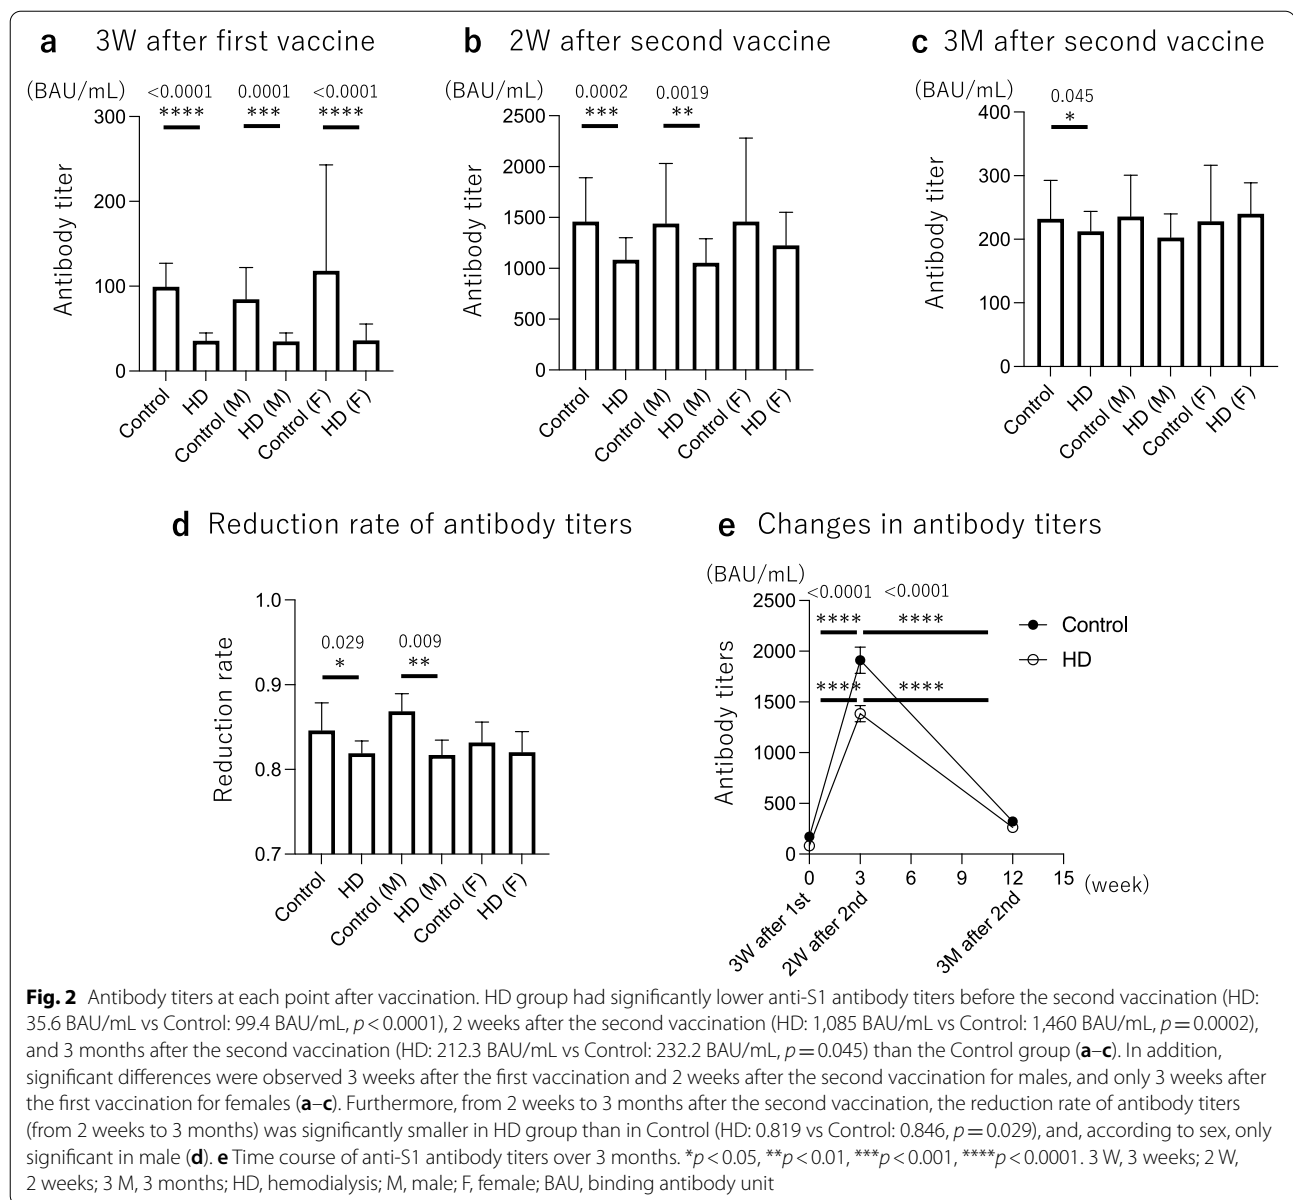 a 3W after first vaccine
(BAU/mL)
<0.0001 0.0001 <0.0001
**** *** ****
Antibody titer
300
200
100
0
Control
HD
Control (M)
HD (M)
Control (F)
HD (F)
b 2W after second vaccine
(BAU/mL)
0.0002 0.0019
*** **
Antibody titer
2500
2000
1500
1000
500
0
Control
HD
Control (M)
HD (M)
Control (F)
HD (F)
c 3M after second vaccine
(BAU/mL)
0.045
*
Antibody titer
400
300
200
100
0
Control
HD
Control (M)
HD (M)
Control (F)
HD (F)
d Reduction rate of antibody titers
0.029 0.009
* **
Reduction rate
1.0
0.9
0.8
0.7
Control
HD
Control (M)
HD (M)
Control (F)
HD (F)
e Changes in antibody titers
(BAU/mL)
<0.0001 <0.0001
**** ****
**** ****
Antibody titers
2500
2000
1500
1000
500
0
0 3 6 9 12 15 (week)
3W after 1st
2W after 2nd
3M after 2nd
Control
HD
Fig. 2 Antibody titers at each point after vaccination. HD group had significantly lower anti-S1 antibody titers before the second vaccination (HD:
35.6 BAU/mL vs Control: 99.4 BAU/mL, p < 0.0001), 2 weeks after the second vaccination (HD: 1,085 BAU/mL vs Control: 1,460 BAU/mL, p = 0.0002),
and 3 months after the second vaccination (HD: 212.3 BAU/mL vs Control: 232.2 BAU/mL, p = 0.045) than the Control group (a–c). In addition,
significant differences were observed 3 weeks after the first vaccination and 2 weeks after the second vaccination for males, and only 3 weeks after
the first vaccination for females (a–c). Furthermore, from 2 weeks to 3 months after the second vaccination, the reduction rate of antibody titers
(from 2 weeks to 3 months) was significantly smaller in HD group than in Control (HD: 0.819 vs Control: 0.846, p = 0.029), and, according to sex, only
significant in male (d). e Time course of anti-S1 antibody titers over 3 months. *p < 0.05, **p < 0.01, ***p < 0.001, ****p < 0.0001. 3 W, 3 weeks; 2 W,
2 weeks; 3 M, 3 months; HD, hemodialysis; M, male; F, female; BAU, binding antibody unit